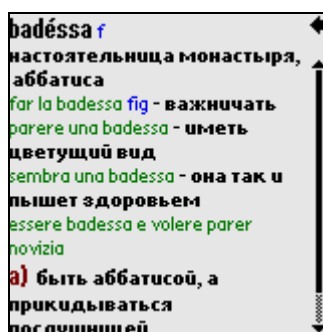 badéssa f
настоятельница монастыря,
аббатиса
far la badessa fig - важничать
parere una badessa - иметь
цветущий вид
sembra una badessa - она так и
пышет здоровьем
essere badessa e volere parer
novizia
а) быть аббатисой, а
прикидываться
послушницей